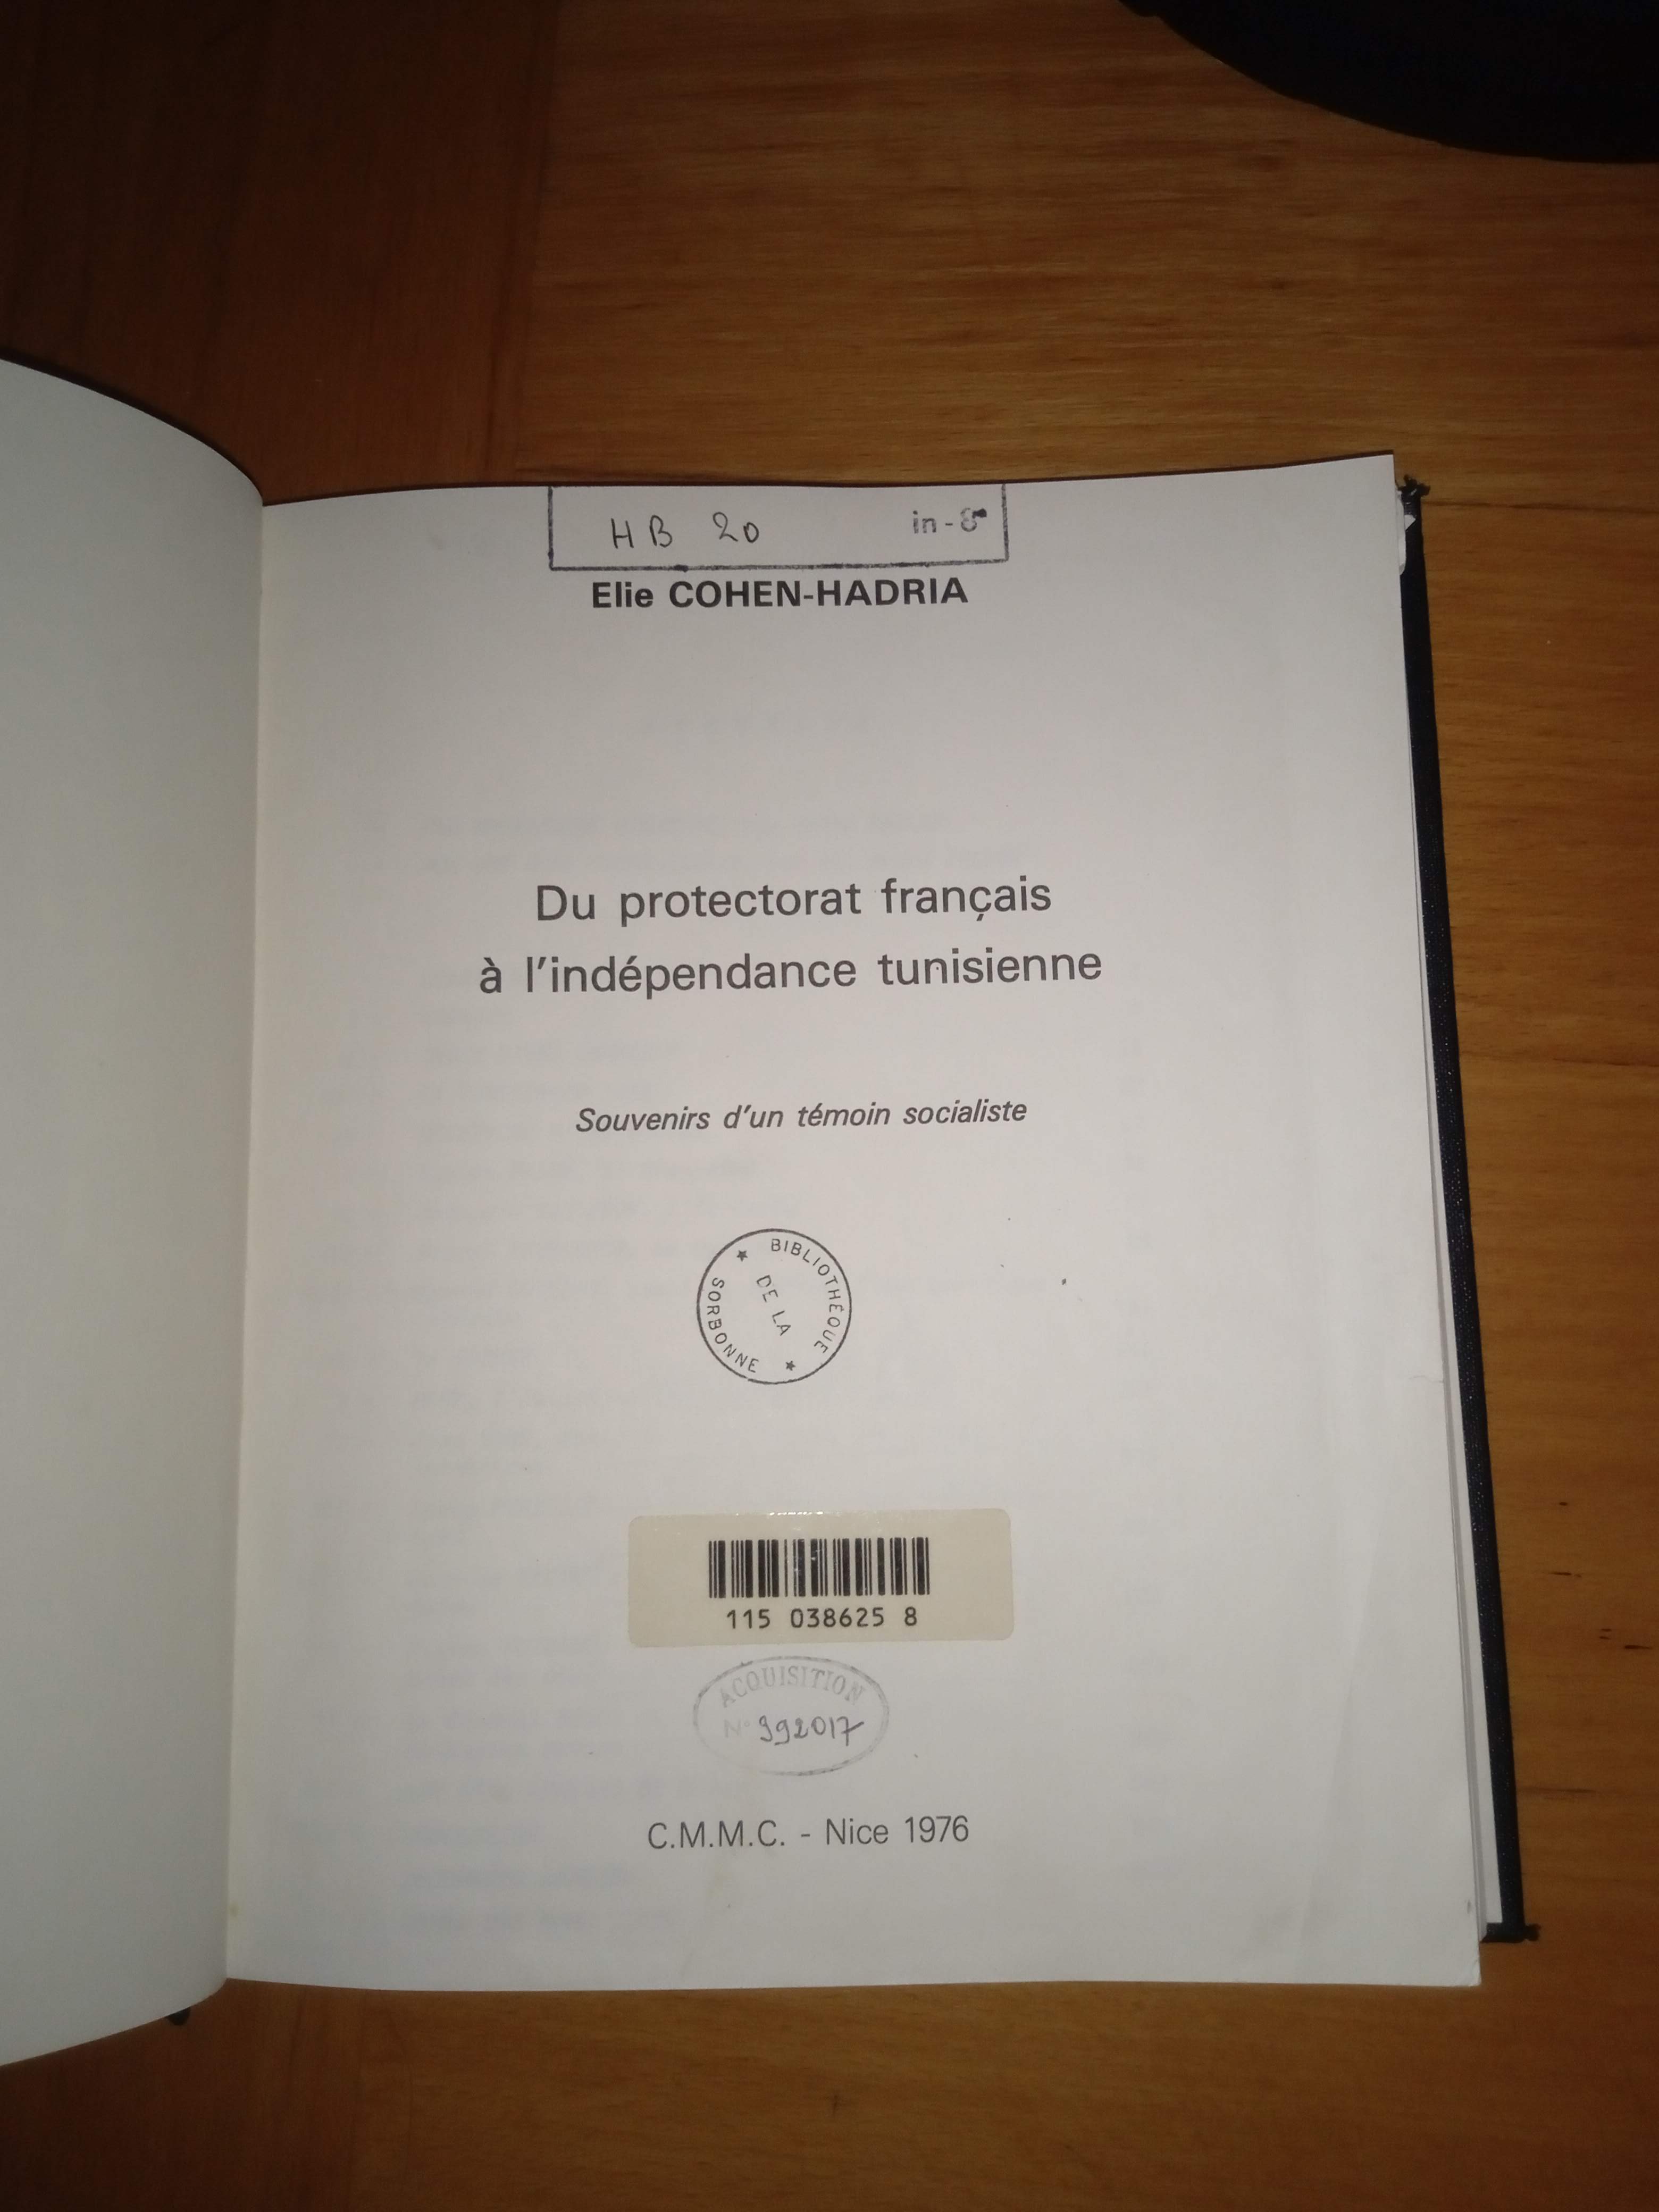 HB 20 in-8°
Elie COHEN-HADRIA
Du protectorat français
à l'indépendance tunisienne
Souvenirs d'un témoin socialiste
BIBLIOTHÈQUE
DE LA
SORBONNE
115 038625 8
ACQUISITION
N° 992017
C.M.M.C. - Nice 1976